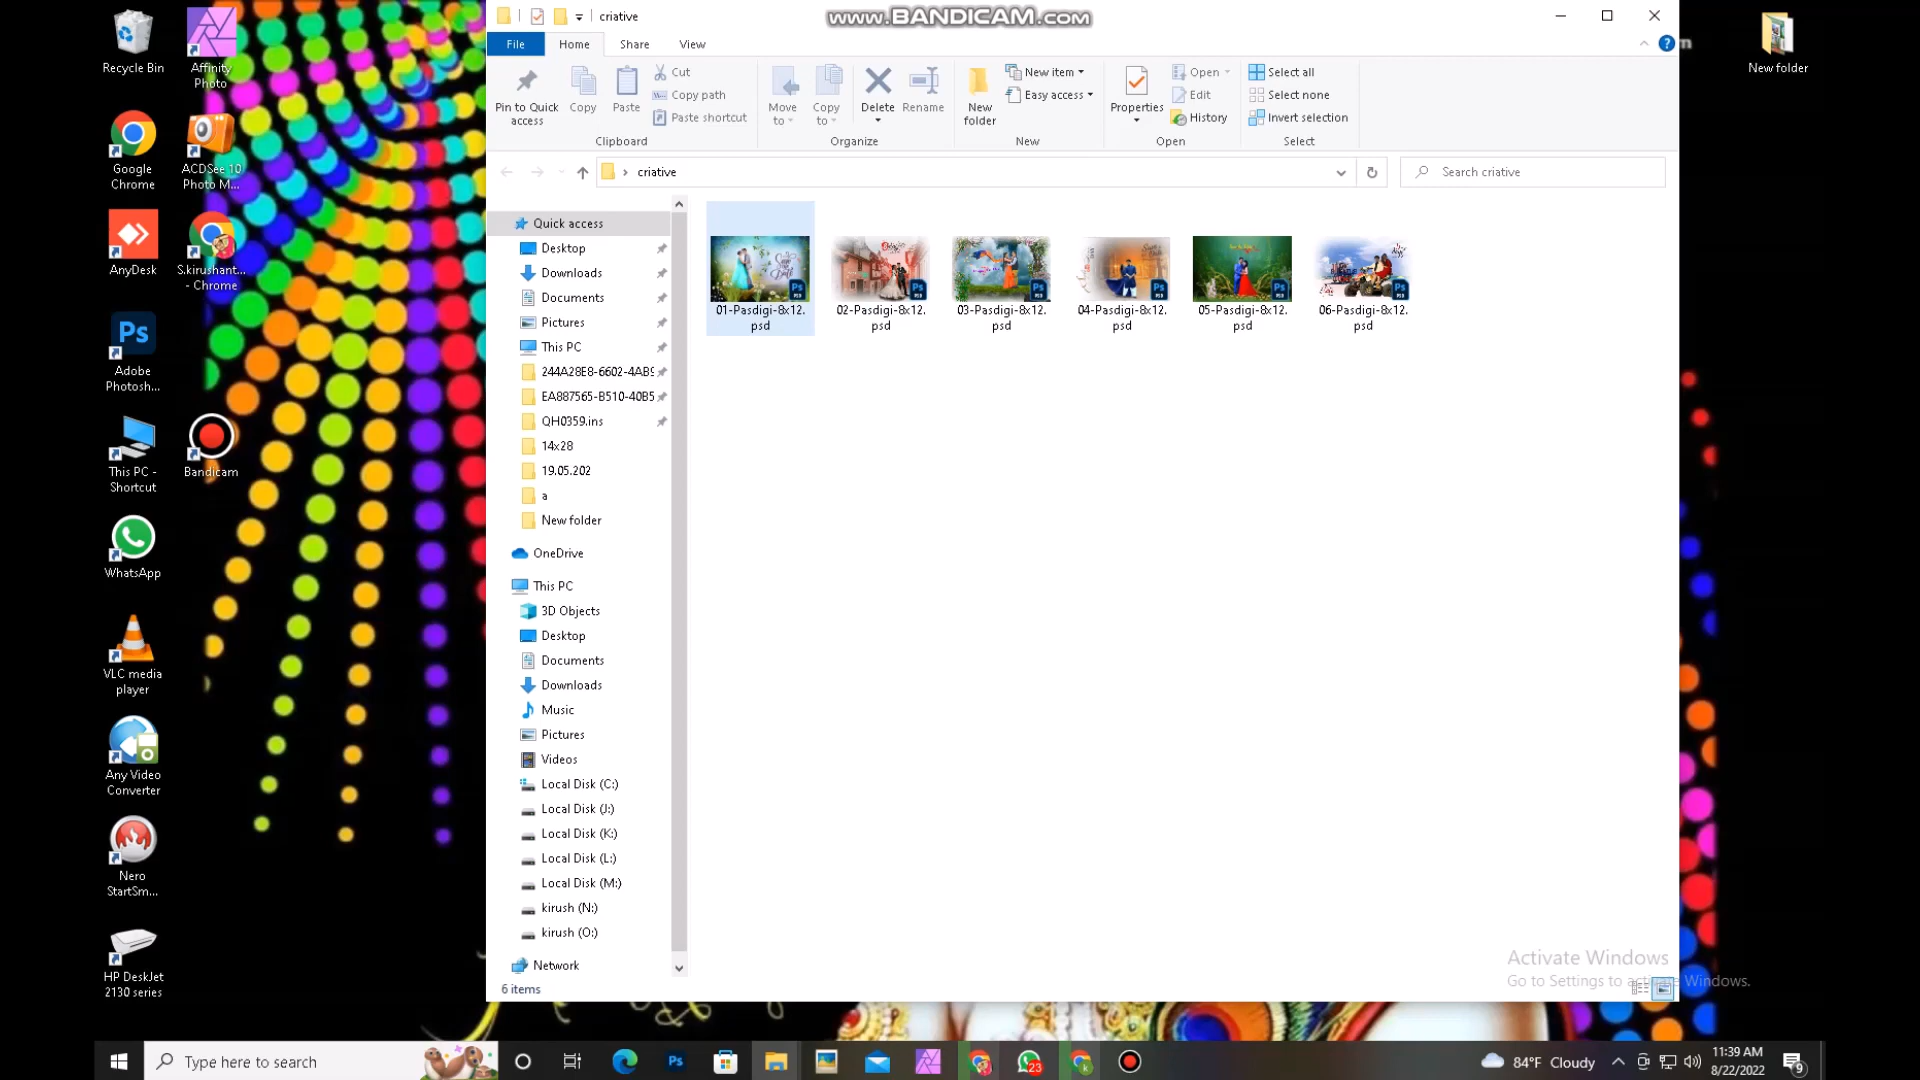 criative
www.BANDICAM.com
File Home Share View
Pin to Quick access
Copy
Paste
Cut
Copy path
Paste shortcut
Clipboard
Move to
Copy to
Delete
Rename
Organize
New folder
New item
Easy access
New
Properties
Open
Edit
History
Open
Select all
Select none
Invert selection
Select
criative
Search criative
Quick access
Desktop
Downloads
Documents
Pictures
This PC
244A28E8-6602-4AB9
EA887565-B510-40B5
QH0359.ins
14x28
19.05.202
a
New folder
OneDrive
This PC
3D Objects
Desktop
Documents
Downloads
Music
Pictures
Videos
Local Disk (C:)
Local Disk (J:)
Local Disk (K:)
Local Disk (L:)
Local Disk (M:)
kirush (N:)
kirush (O:)
Network
6 items
01-Pasdigi-8x12.
psd
02-Pasdigi-8x12.
psd
03-Pasdigi-8x12.
psd
04-Pasdigi-8x12.
psd
05-Pasdigi-8x12.
psd
06-Pasdigi-8x12.
psd
Recycle Bin
Affinity
Photo
Google
Chrome
ACDSee 10
Photo M...
AnyDesk
S.kirushant...
- Chrome
Adobe
Photosh...
This PC -
Shortcut
Bandicam
WhatsApp
VLC media
player
Any Video
Converter
Nero
StartSm...
HP DeskJet
2130 series
New folder
Activate Windows
Go to Settings to activate Windows.
Type here to search
Ps
23
84°F Cloudy
11:39 AM
8/22/2022
9